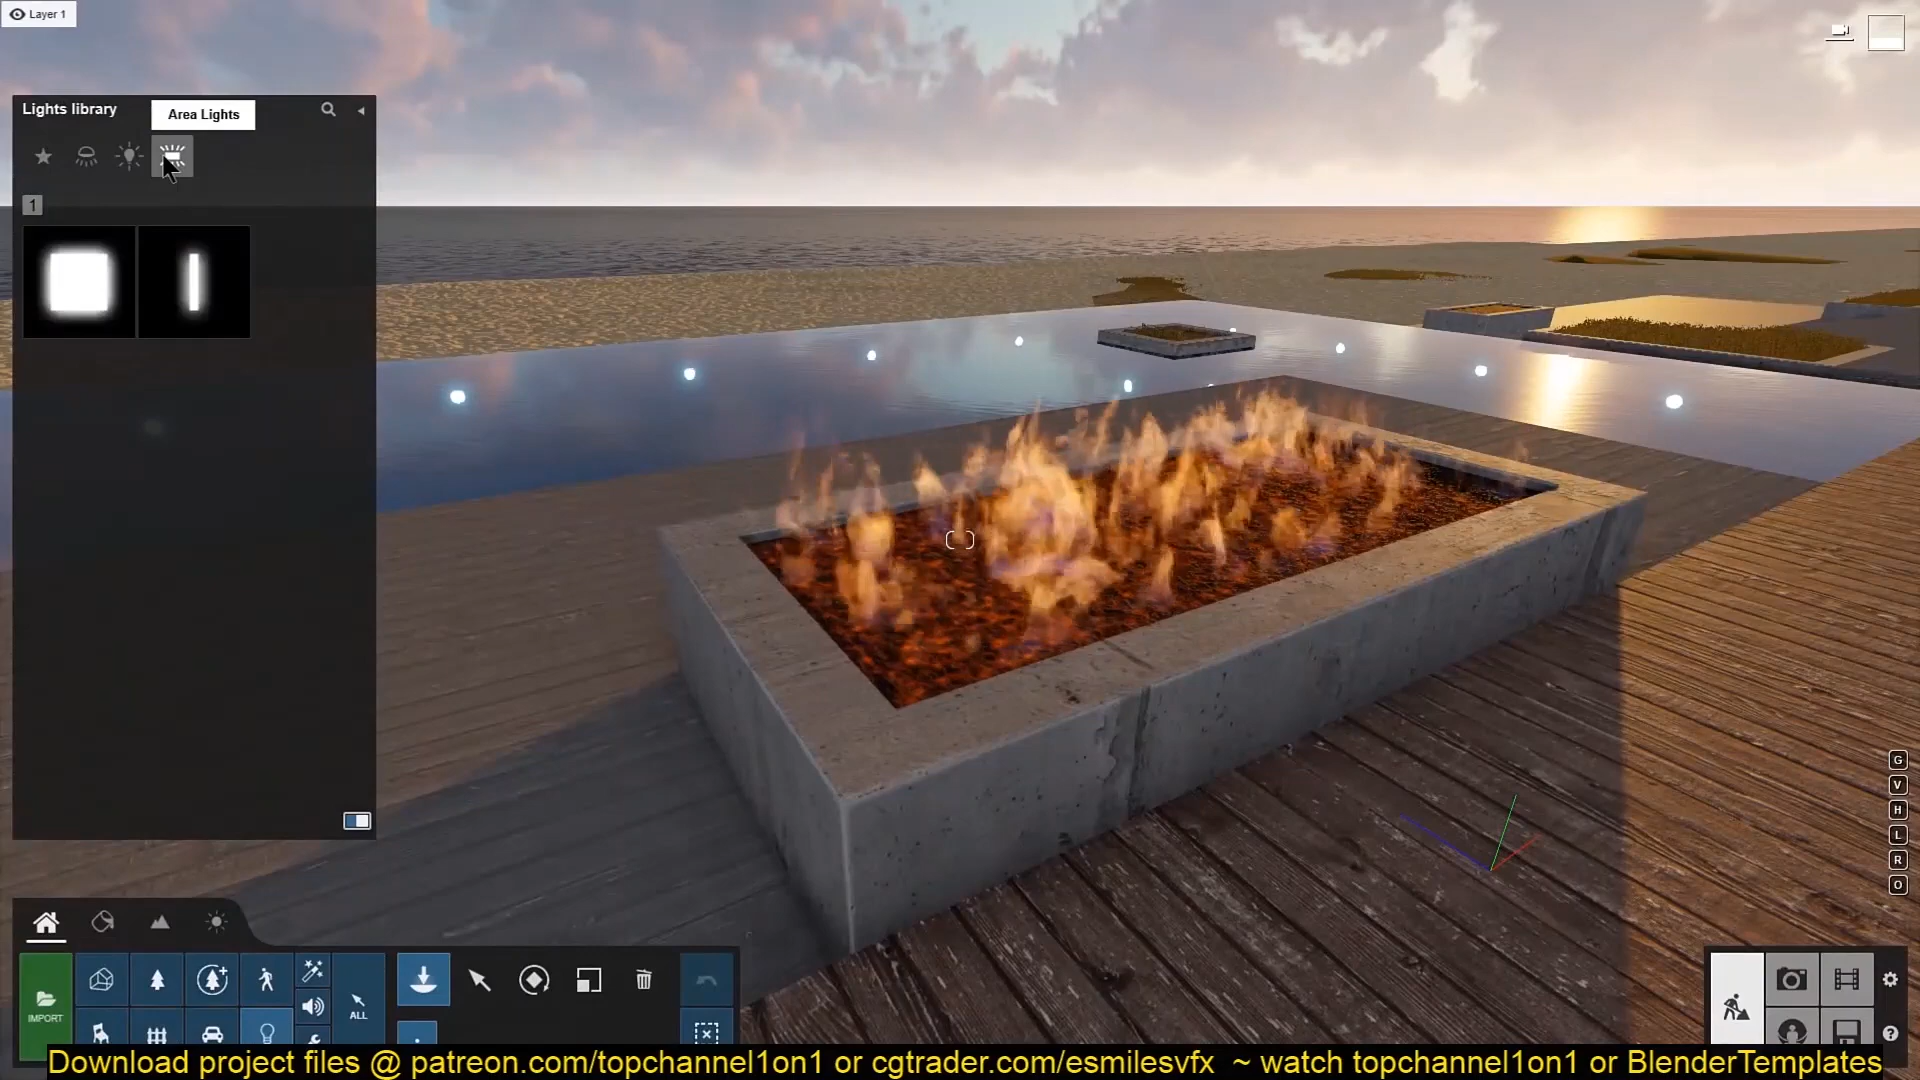 Layer 1
Lights library
Area Lights
1
G
V
H
L
R
O
IMPORT
ALL
?
Download project files @ patreon.com/topchannel1on1 or cgtrader.com/esmilesvfx ~ watch topchannel1on1 or BlenderTemplates